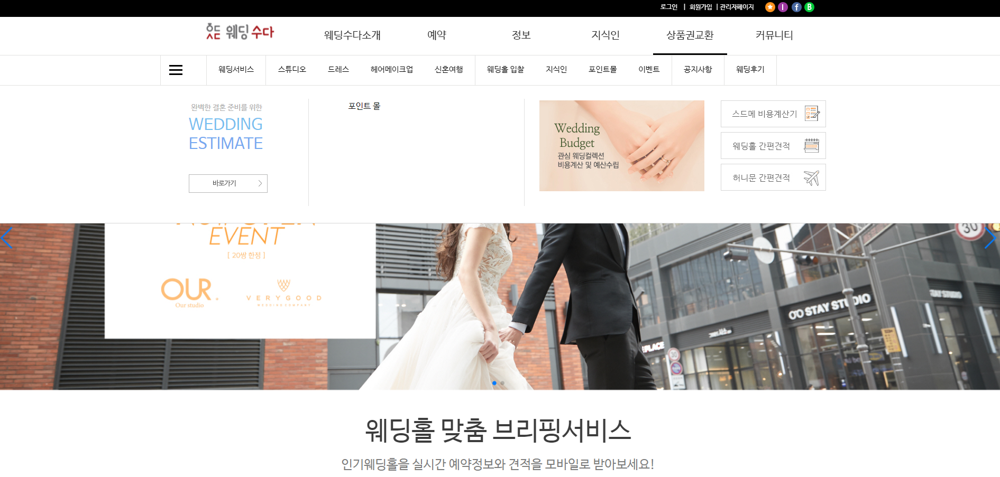 로그인 | 회원가입 | 관리자페이지
웨딩 수다
웨딩수다소개 예약 정보 지식인 상품권교환 커뮤니티
웨딩서비스 스튜디오 드레스 헤어메이크업 신혼여행 웨딩홀 입찰 지식인 포인트몰 이벤트 공지사항 웨딩후기
완벽한 결혼 준비를 위한
WEDDING
ESTIMATE
바로가기
포인트 몰
Wedding
Budget
관심 웨딩컬렉션
비용계산 및 예산수립
스드메 비용계산기
웨딩홀 간편견적
허니문 간편견적
EVENT
[ 20쌍 한정 ]
OUR
Our studio
VERYGOOD
WEDDING COMPANY
30
STAY STUDIO
STAY STUDIO
PLACE
30
웨딩홀 맞춤 브리핑서비스
인기웨딩홀을 실시간 예약정보와 견적을 모바일로 받아보세요!